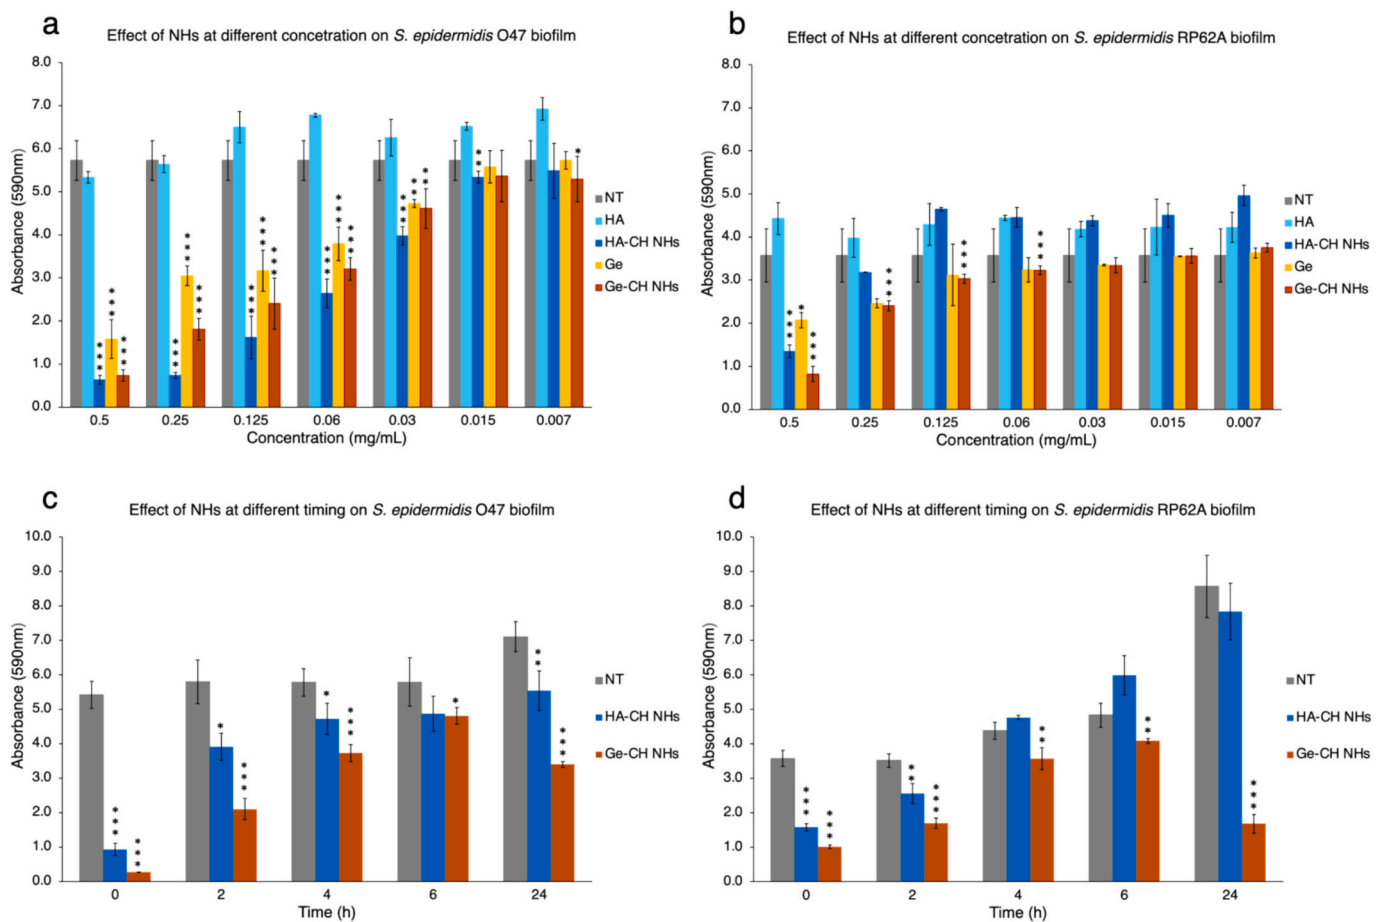 a
Effect of NHs at different concetration on S. epidermidis O47 biofilm
8.0
7.0
6.0
5.0
4.0
3.0
2.0
1.0
0.0
Absorbance (590nm)
*** *** ***
*** *** ***
*** *** ***
*** *** ***
*** ** **
**
*
0.5 0.25 0.125 0.06 0.03 0.015 0.007
Concentration (mg/mL)
NT
HA
HA-CH NHs
Ge
Ge-CH NHs
b
Effect of NHs at different concetration on S. epidermidis RP62A biofilm
8.0
7.0
6.0
5.0
4.0
3.0
2.0
1.0
0.0
Absorbance (590nm)
*** * ***
***
***
***
0.5 0.25 0.125 0.06 0.03 0.015 0.007
Concentration (mg/mL)
NT
HA
HA-CH NHs
Ge
Ge-CH NHs
c
Effect of NHs at different timing on S. epidermidis O47 biofilm
10.0
9.0
8.0
7.0
6.0
5.0
4.0
3.0
2.0
1.0
0.0
Absorbance (590nm)
*** ***
* ***
* ***
*
** ***
0 2 4 6 24
Time (h)
NT
HA-CH NHs
Ge-CH NHs
d
Effect of NHs at different timing on S. epidermidis RP62A biofilm
10.0
9.0
8.0
7.0
6.0
5.0
4.0
3.0
2.0
1.0
0.0
Absorbance (590nm)
*** ***
** ***
**
**
***
0 2 4 6 24
Time (h)
NT
HA-CH NHs
Ge-CH NHs